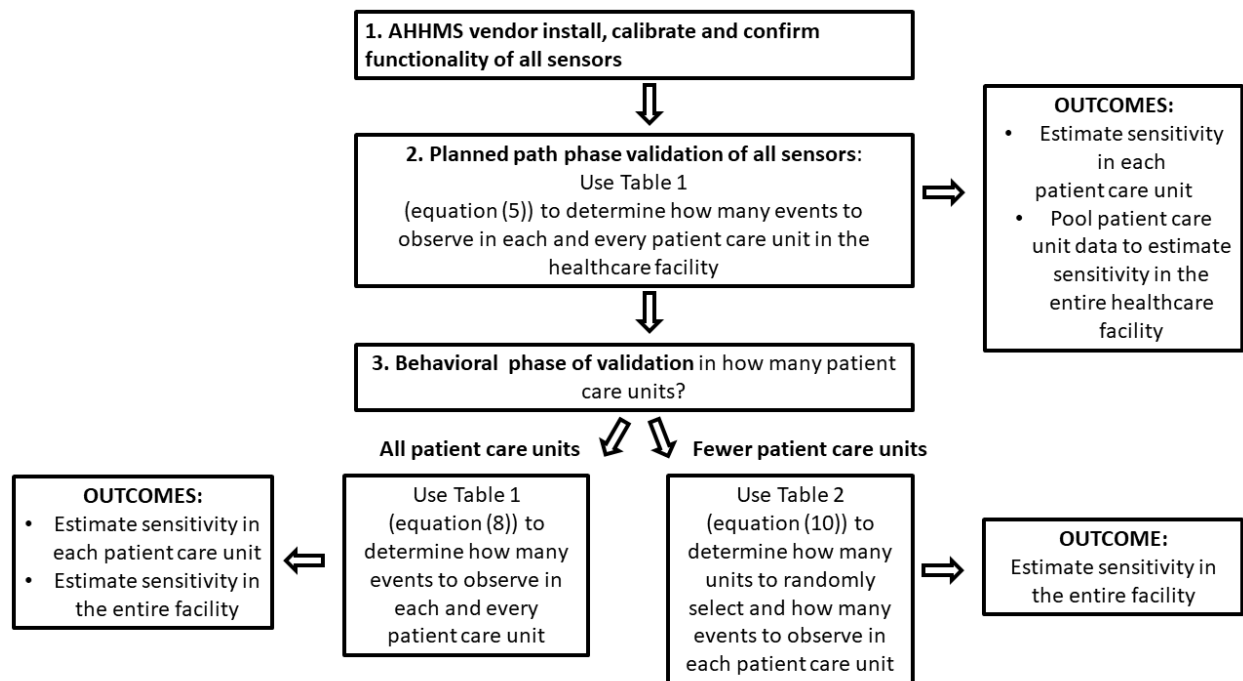 1. AHHMS vendor install, calibrate and confirm
functionality of all sensors
2. Planned path phase validation of all sensors:
Use Table 1
(equation (5)) to determine how many events to
observe in each and every patient care unit in the
healthcare facility
OUTCOMES:
• Estimate sensitivity
in each
patient care unit
• Pool patient care
unit data to estimate
sensitivity in the
entire healthcare
facility
3. Behavioral phase of validation in how many patient
care units?
All patient care units
Fewer patient care units
OUTCOMES:
• Estimate sensitivity in
each patient care unit
• Estimate sensitivity in
the entire facility
Use Table 1
(equation (8)) to
determine how many
events to observe in
each and every
patient care unit
Use Table 2
(equation (10)) to
determine how many
units to randomly
select and how many
events to observe in
each patient care unit
OUTCOME:
Estimate sensitivity in
the entire facility